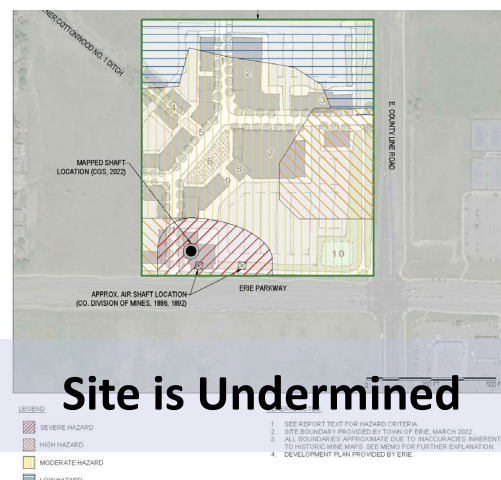 COTTONWOOD NO. 1 DITCH
1
2
3
4
5
6
7
8
9
10
E. COUNTY LINE ROAD
MAPPED SHAFT
LOCATION (CGS, 2022)
APPROX. AIR SHAFT LOCATION
(CO. DIVISION OF MINES, 1886, 1892)
ERIE PARKWAY
Site is Undermined
LEGEND
SEVERE HAZARD
HIGH HAZARD
MODERATE HAZARD
LOW HAZARD
1. SEE REPORT TEXT FOR HAZARD CRITERIA.
2. SITE BOUNDARY PROVIDED BY TOWN OF ERIE, MARCH 2022
3. ALL BOUNDARIES APPROXIMATE DUE TO INACCURACIES INHERENT
TO HISTORIC MINE MAPS. SEE MEMO FOR FURTHER EXPLANATION.
4. DEVELOPMENT PLAN PROVIDED BY ERIE.